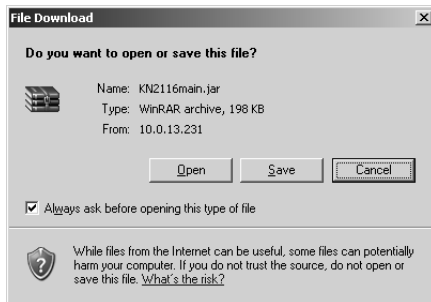 File Download
Do you want to open or save this file?
Name: KN2116main.jar
Type: WinRAR archive, 198 KB
From: 10.0.13.231
Open Save Cancel
Always ask before opening this type of file
While files from the Internet can be useful, some files can potentially
harm your computer. If you do not trust the source, do not open or
save this file. What's the risk?